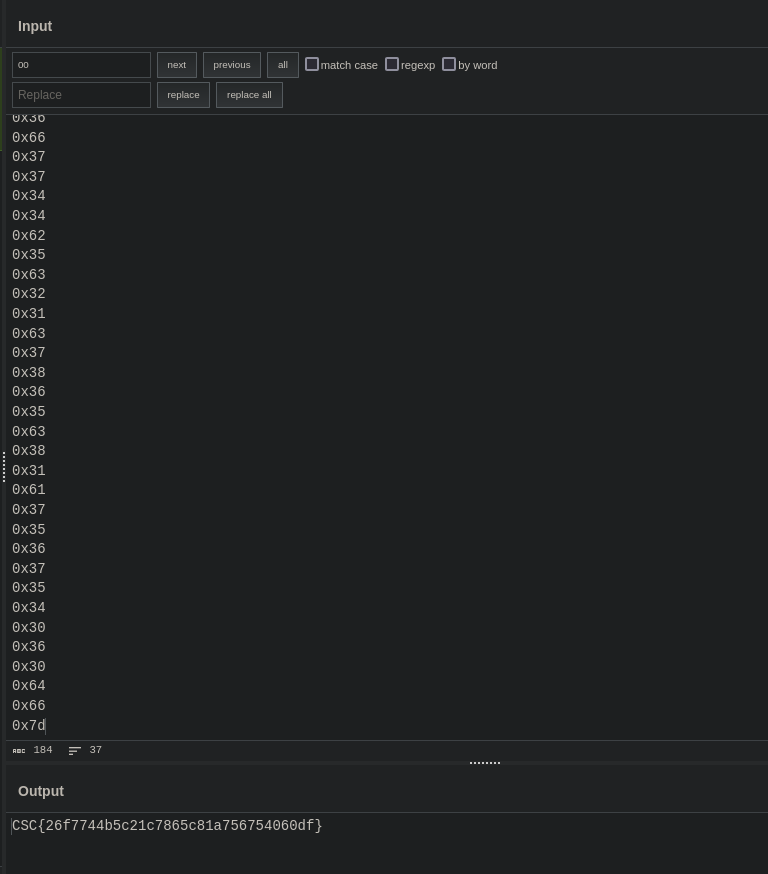 Input
oo next previous all match case regexp by word
Replace replace replace all
0x36
0x66
0x37
0x37
0x34
0x34
0x62
0x35
0x63
0x32
0x31
0x63
0x37
0x38
0x36
0x35
0x63
0x38
0x31
0x61
0x37
0x35
0x36
0x37
0x35
0x34
0x30
0x36
0x30
0x64
0x66
0x7d
ABC 184 37
Output
CSC{26f7744b5c21c7865c81a756754060df}